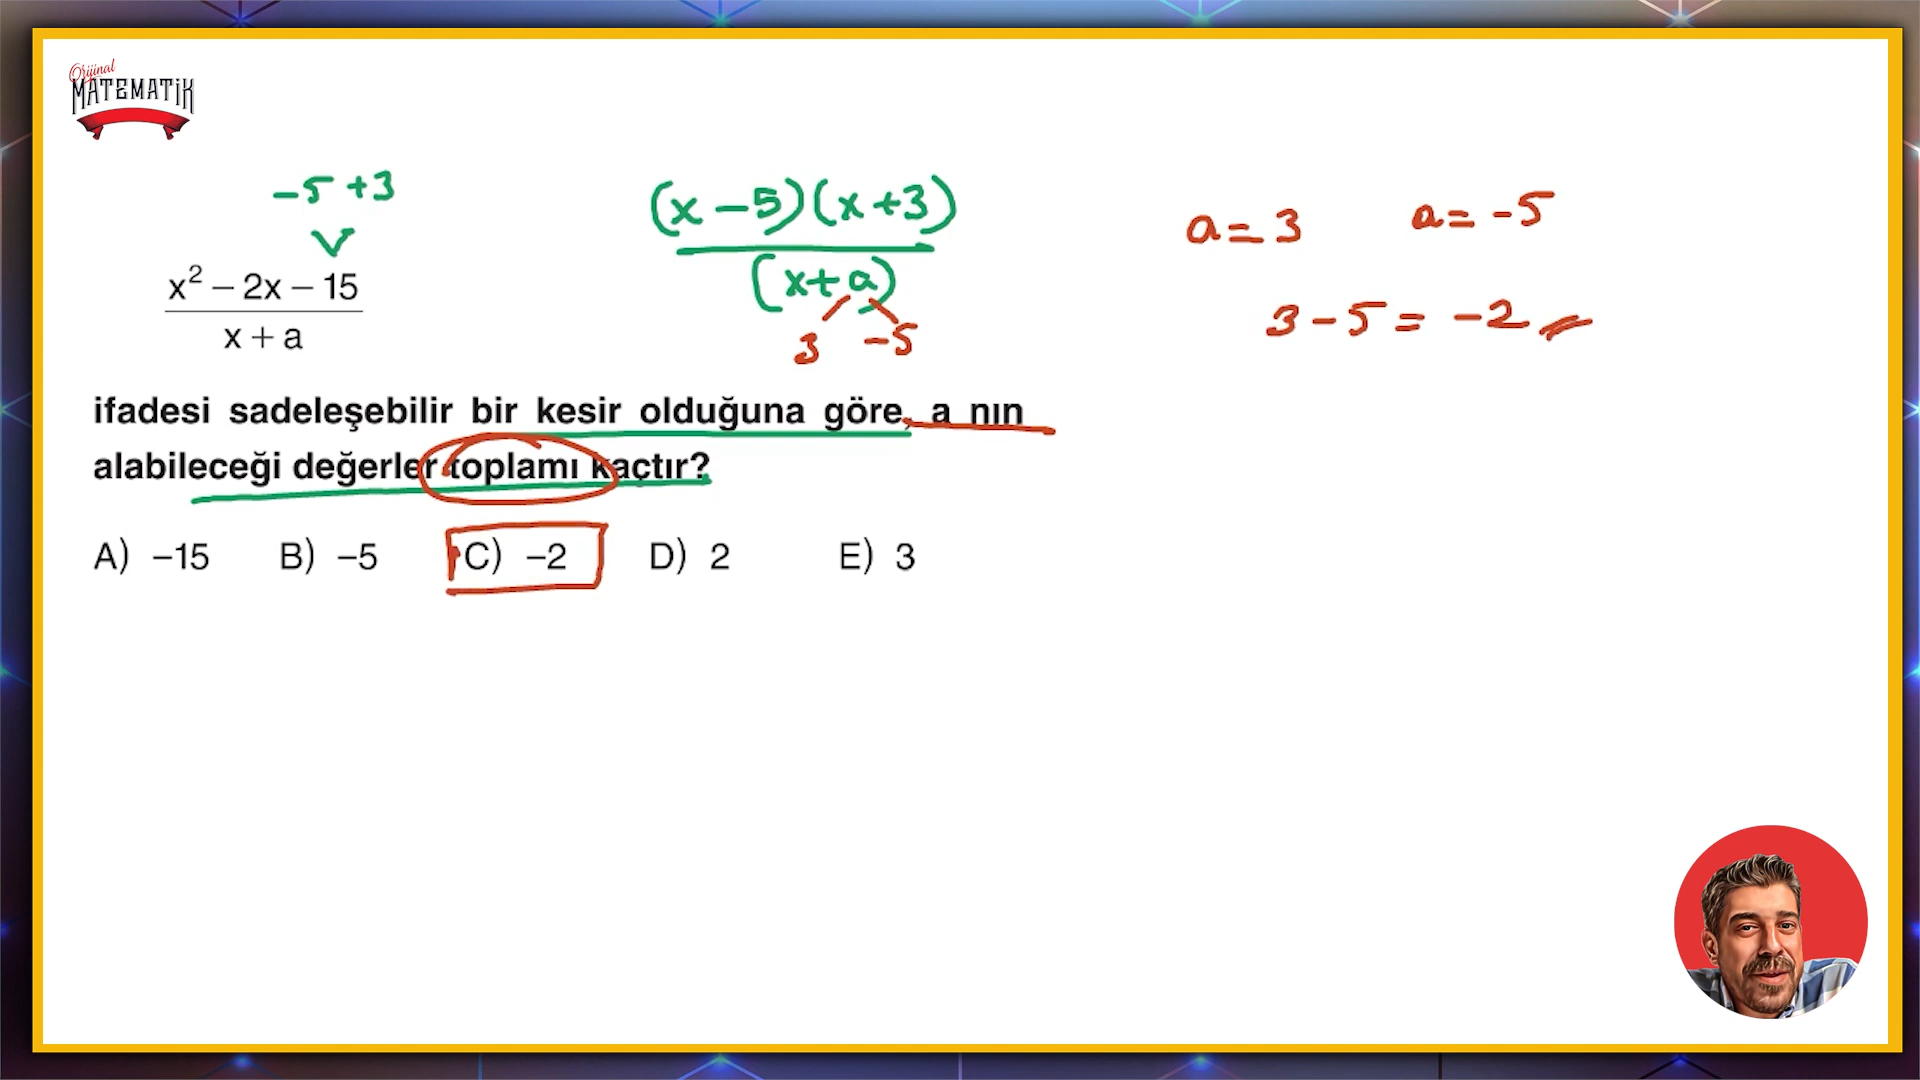 Orijinal
MATEMATİK
-5 +3
x² – 2x – 15
x + a
(x-5)(x+3)
(x+a)
3 -5
a=3 a=-5
3-5=-2
ifadesi sadeleşebilir bir kesir olduğuna göre, a nın
alabileceği değerler toplamı kaçtır?
A) –15 B) –5 C) –2 D) 2 E) 3